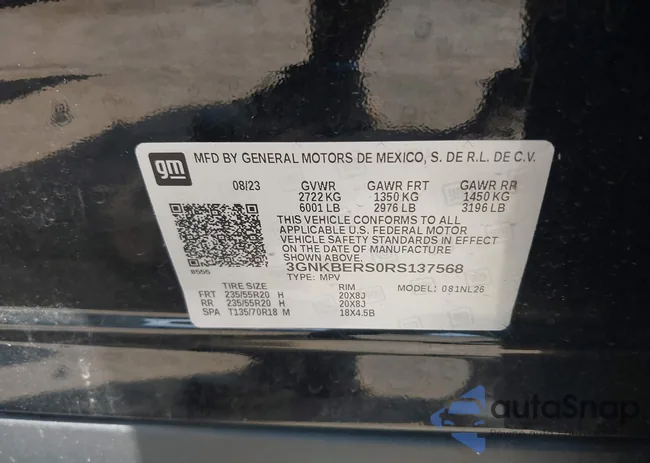 gm
MFD BY GENERAL MOTORS DE MEXICO, S. DE R.L. DE C.V.
08/23 GVWR GAWR FRT GAWR RR
2722 KG 1350 KG 1450 KG
6001 LB 2976 LB 3196 LB
THIS VEHICLE CONFORMS TO ALL
APPLICABLE U.S. FEDERAL MOTOR
VEHICLE SAFETY STANDARDS IN EFFECT
ON THE DATE OF MANUFACTURE
SHOWN ABOVE.
3GNKBERS0RS137568
8555
TYPE: MPV MODEL: 081NL26
TIRE SIZE RIM
FRT 235/55R20 H 20X8J
RR 235/55R20 H 20X8J
SPA T135/70R18 M 18X4.5B
autoSnap